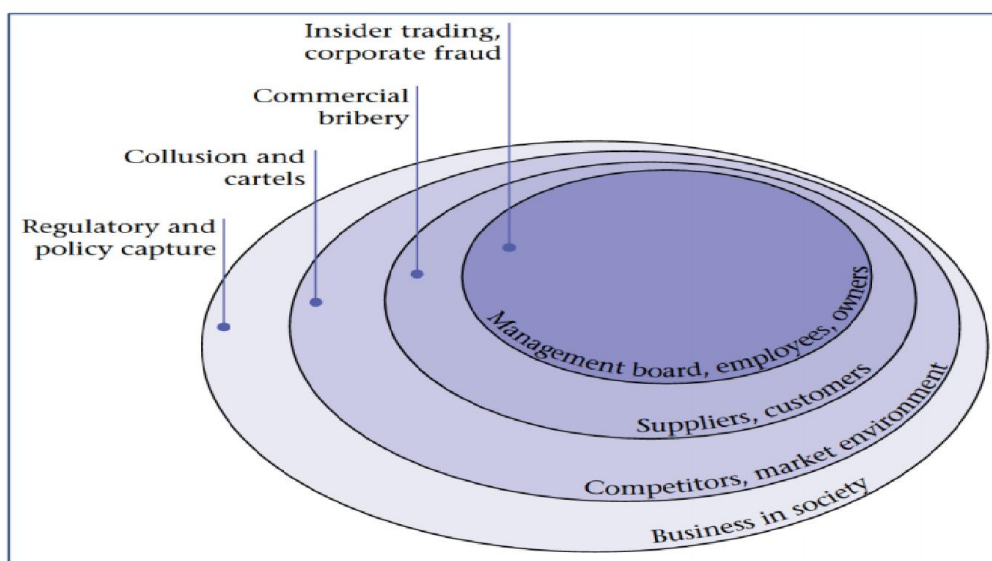 Insider trading,
corporate fraud
Commercial
bribery
Collusion and
cartels
Regulatory and
policy capture
Management board, employees, owners
Suppliers, customers
Competitors, market environment
Business in society